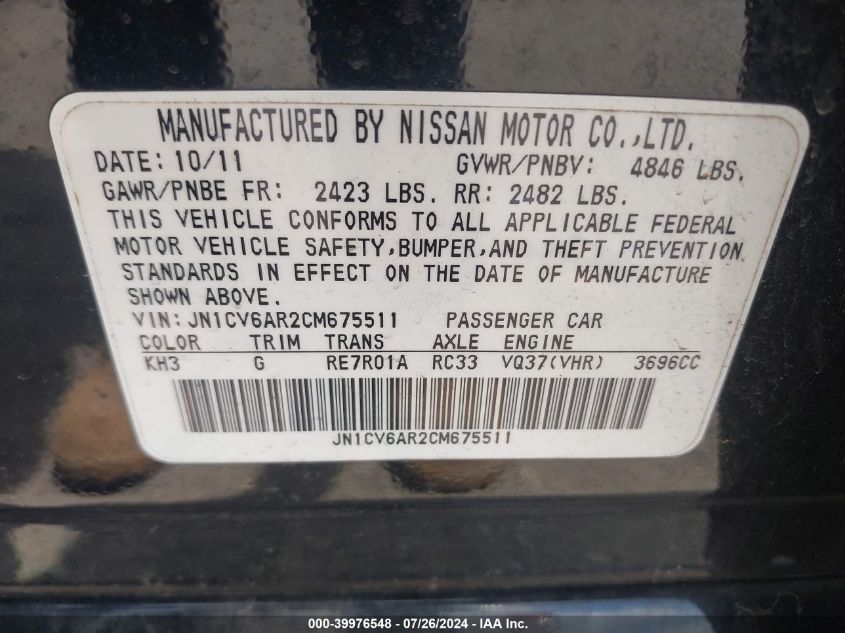 MANUFACTURED BY NISSAN MOTOR CO.,LTD.
DATE: 10/11 GVWR/PNBV: 4846 LBS.
GAWR/PNBE FR: 2423 LBS. RR: 2482 LBS.
THIS VEHICLE CONFORMS TO ALL APPLICABLE FEDERAL
MOTOR VEHICLE SAFETY,BUMPER,AND THEFT PREVENTION
STANDARDS IN EFFECT ON THE DATE OF MANUFACTURE
SHOWN ABOVE.
VIN:JN1CV6AR2CM675511 PASSENGER CAR
COLOR TRIM TRANS AXLE ENGINE
KH3 G RE7R01A RC33 VQ37(VHR) 3696CC
JN1CV6AR2CM675511
000-39976548 / 07/26/2024 - IAA Inc.